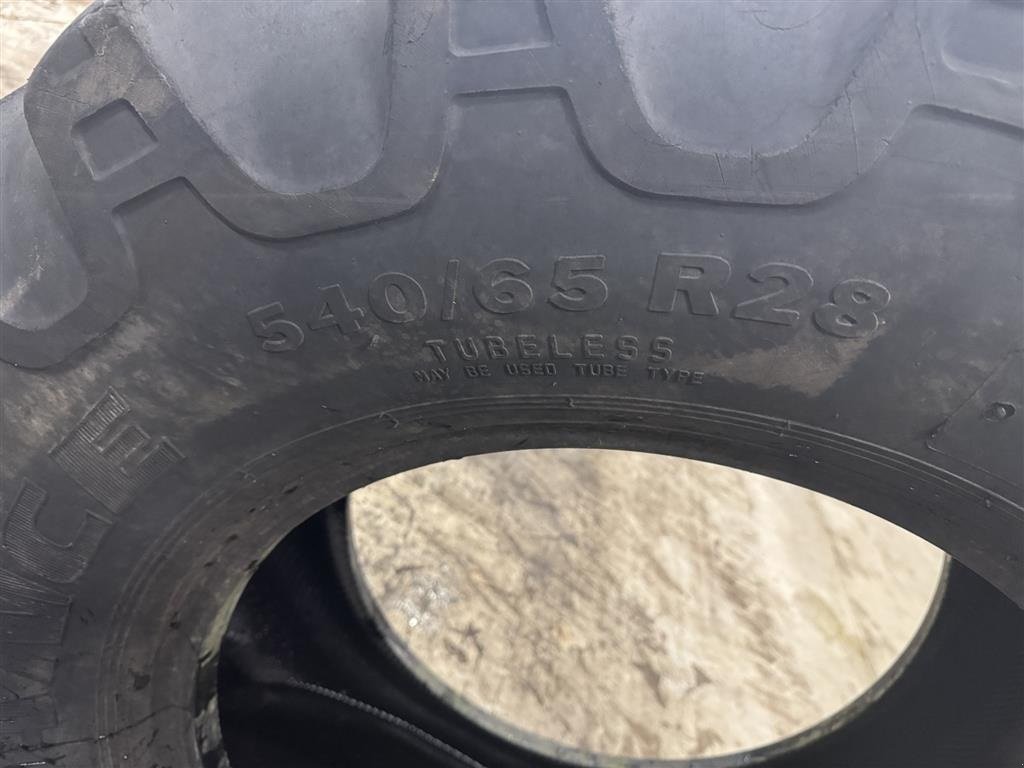 540/65 R28
TUBELESS
MAY BE USED TUBE TYPE